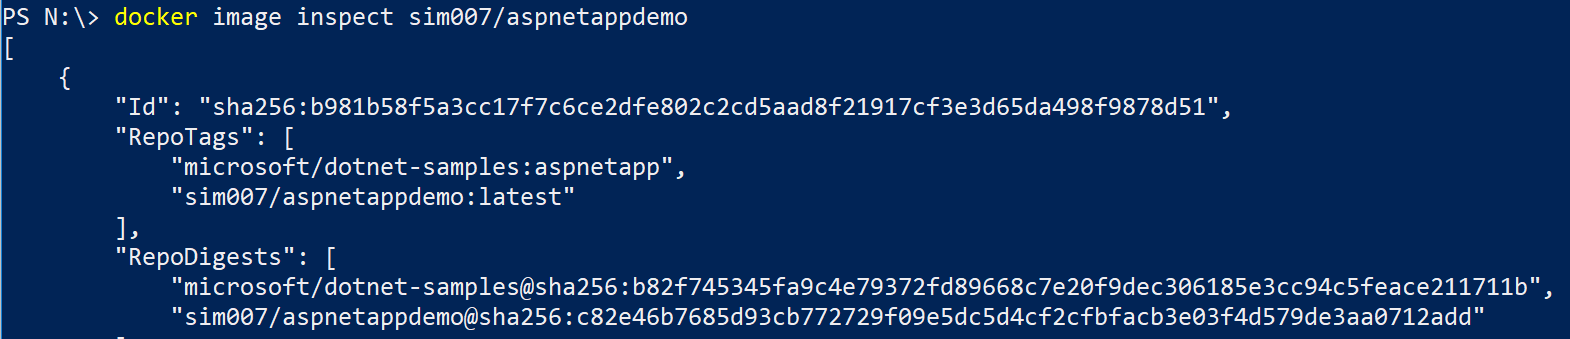 PS N:\> docker image inspect sim007/aspnetappdemo
[
    {
        "Id": "sha256:b981b58f5a3cc17f7c6ce2dfe802c2cd5aad8f21917cf3e3d65da498f9878d51",
        "RepoTags": [
            "microsoft/dotnet-samples:aspnetapp",
            "sim007/aspnetappdemo:latest"
        ],
        "RepoDigests": [
            "microsoft/dotnet-samples@sha256:b82f745345fa9c4e79372fd89668c7e20f9dec306185e3cc94c5feace211711b",
            "sim007/aspnetappdemo@sha256:c82e46b7685d93cb772729f09e5dc5d4cf2cfbfacb3e03f4d579de3aa0712add"